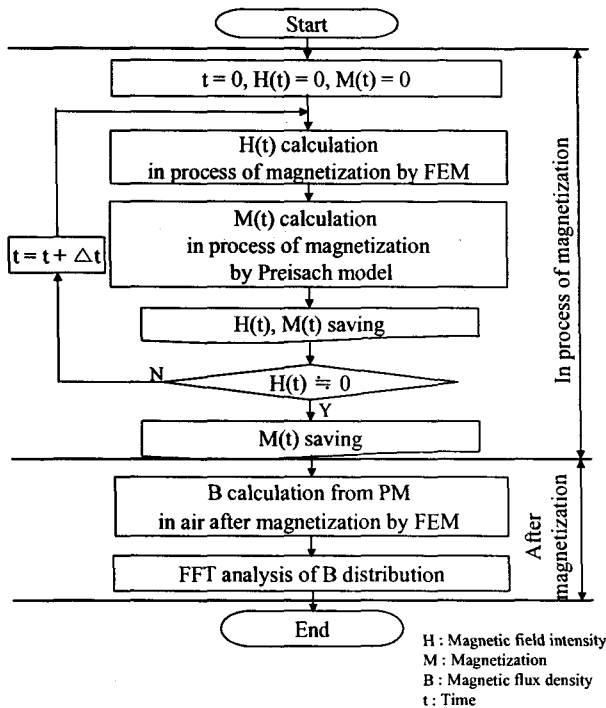 Start
t = 0, H(t) = 0, M(t) = 0
H(t) calculation
in process of magnetization by FEM
M(t) calculation
in process of magnetization
by Preisach model
t = t + △t
H(t), M(t) saving
N
H(t) ≒ 0
Y
M(t) saving
In process of magnetization
B calculation from PM
in air after magnetization by FEM
FFT analysis of B distribution
After
magnetization
End
H : Magnetic field intensity
M : Magnetization
B : Magnetic flux density
t : Time